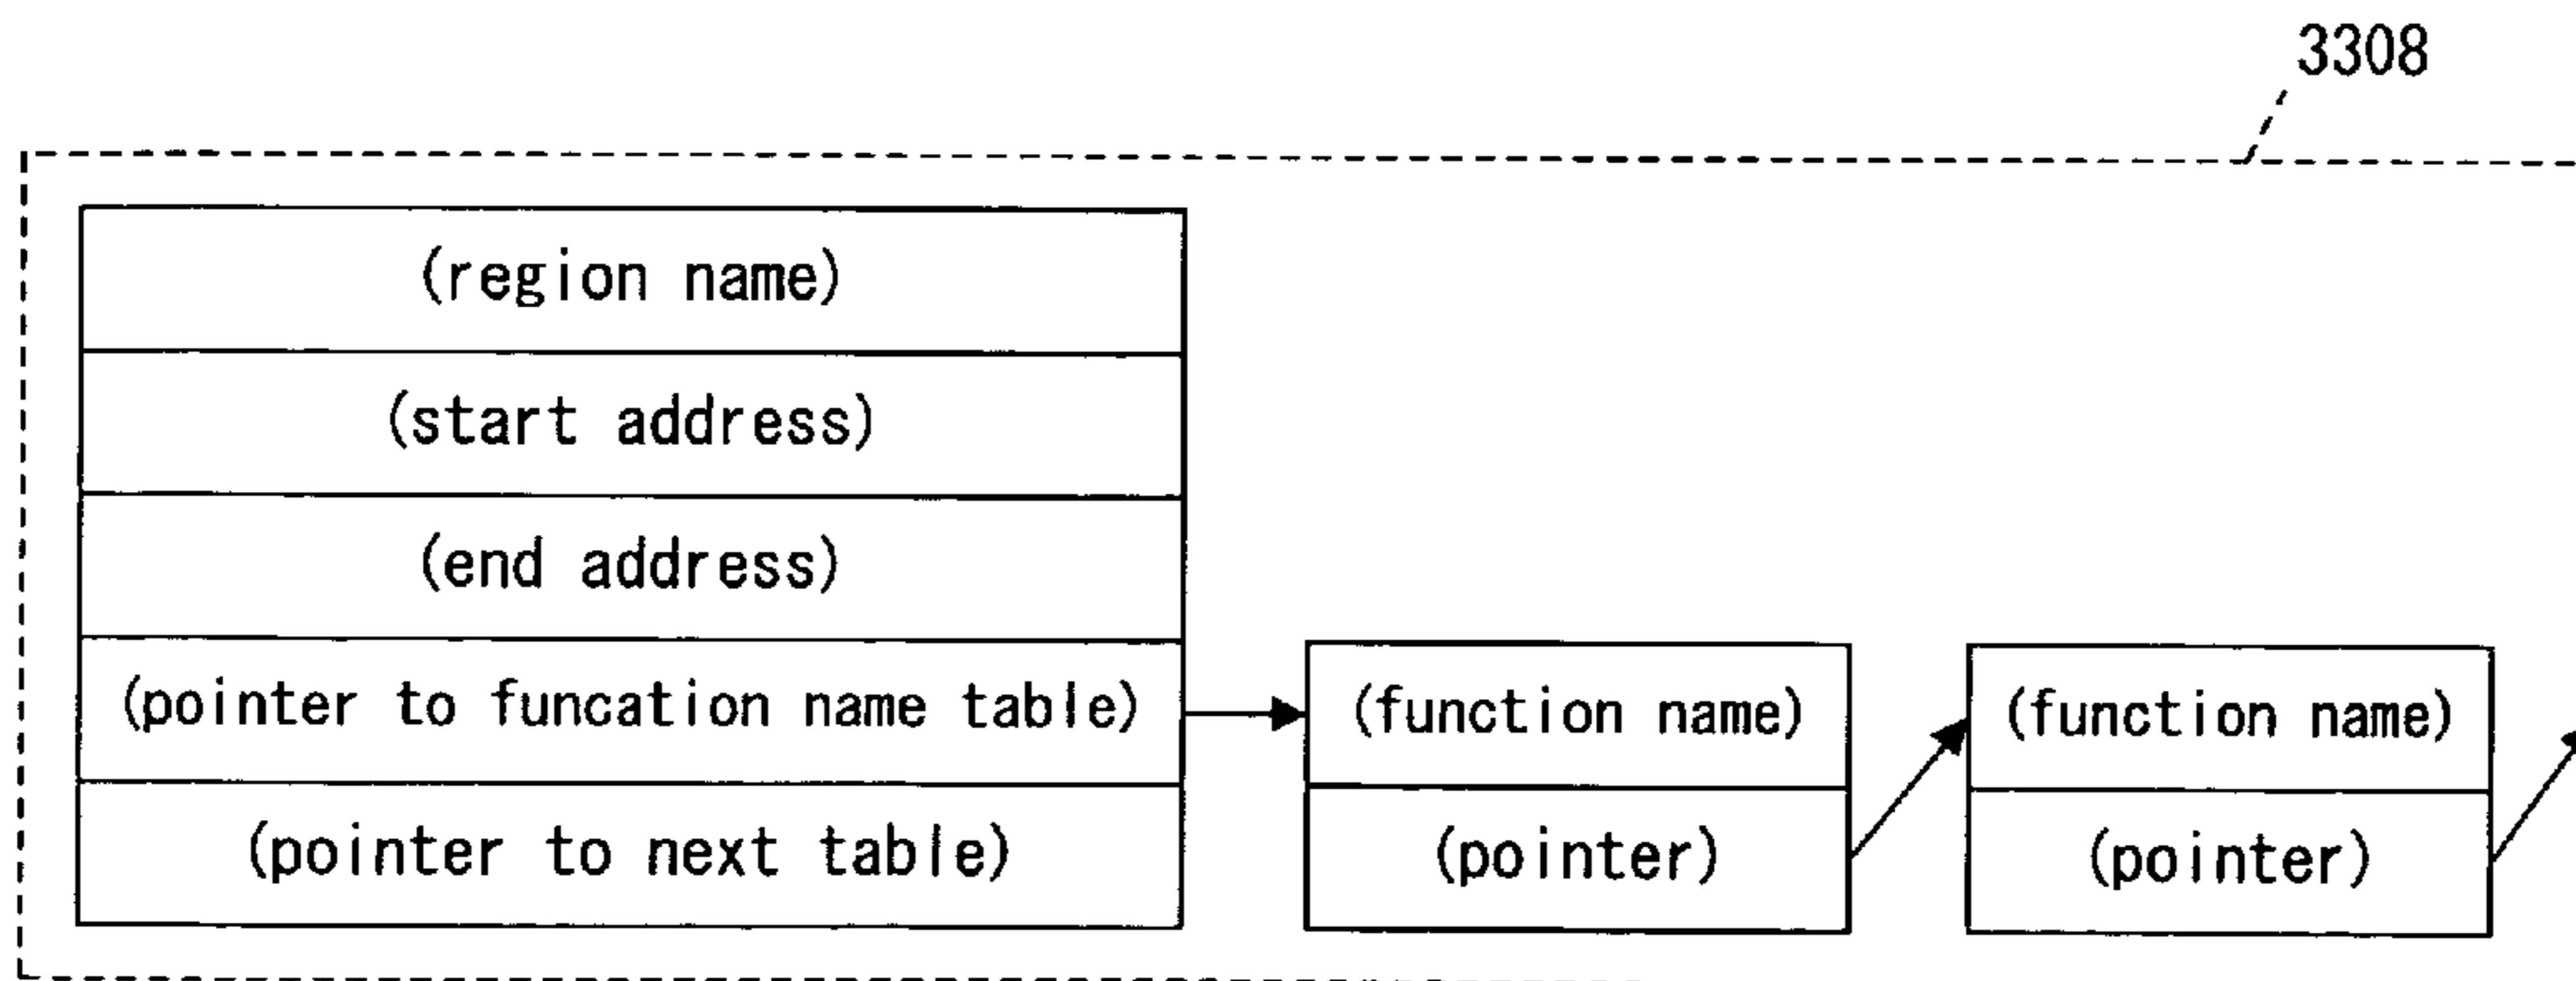 3308
(region name)
(start address)
(end address)
(pointer to funcation name table)
(function name)
(function name)
(pointer to next table)
(pointer)
(pointer)